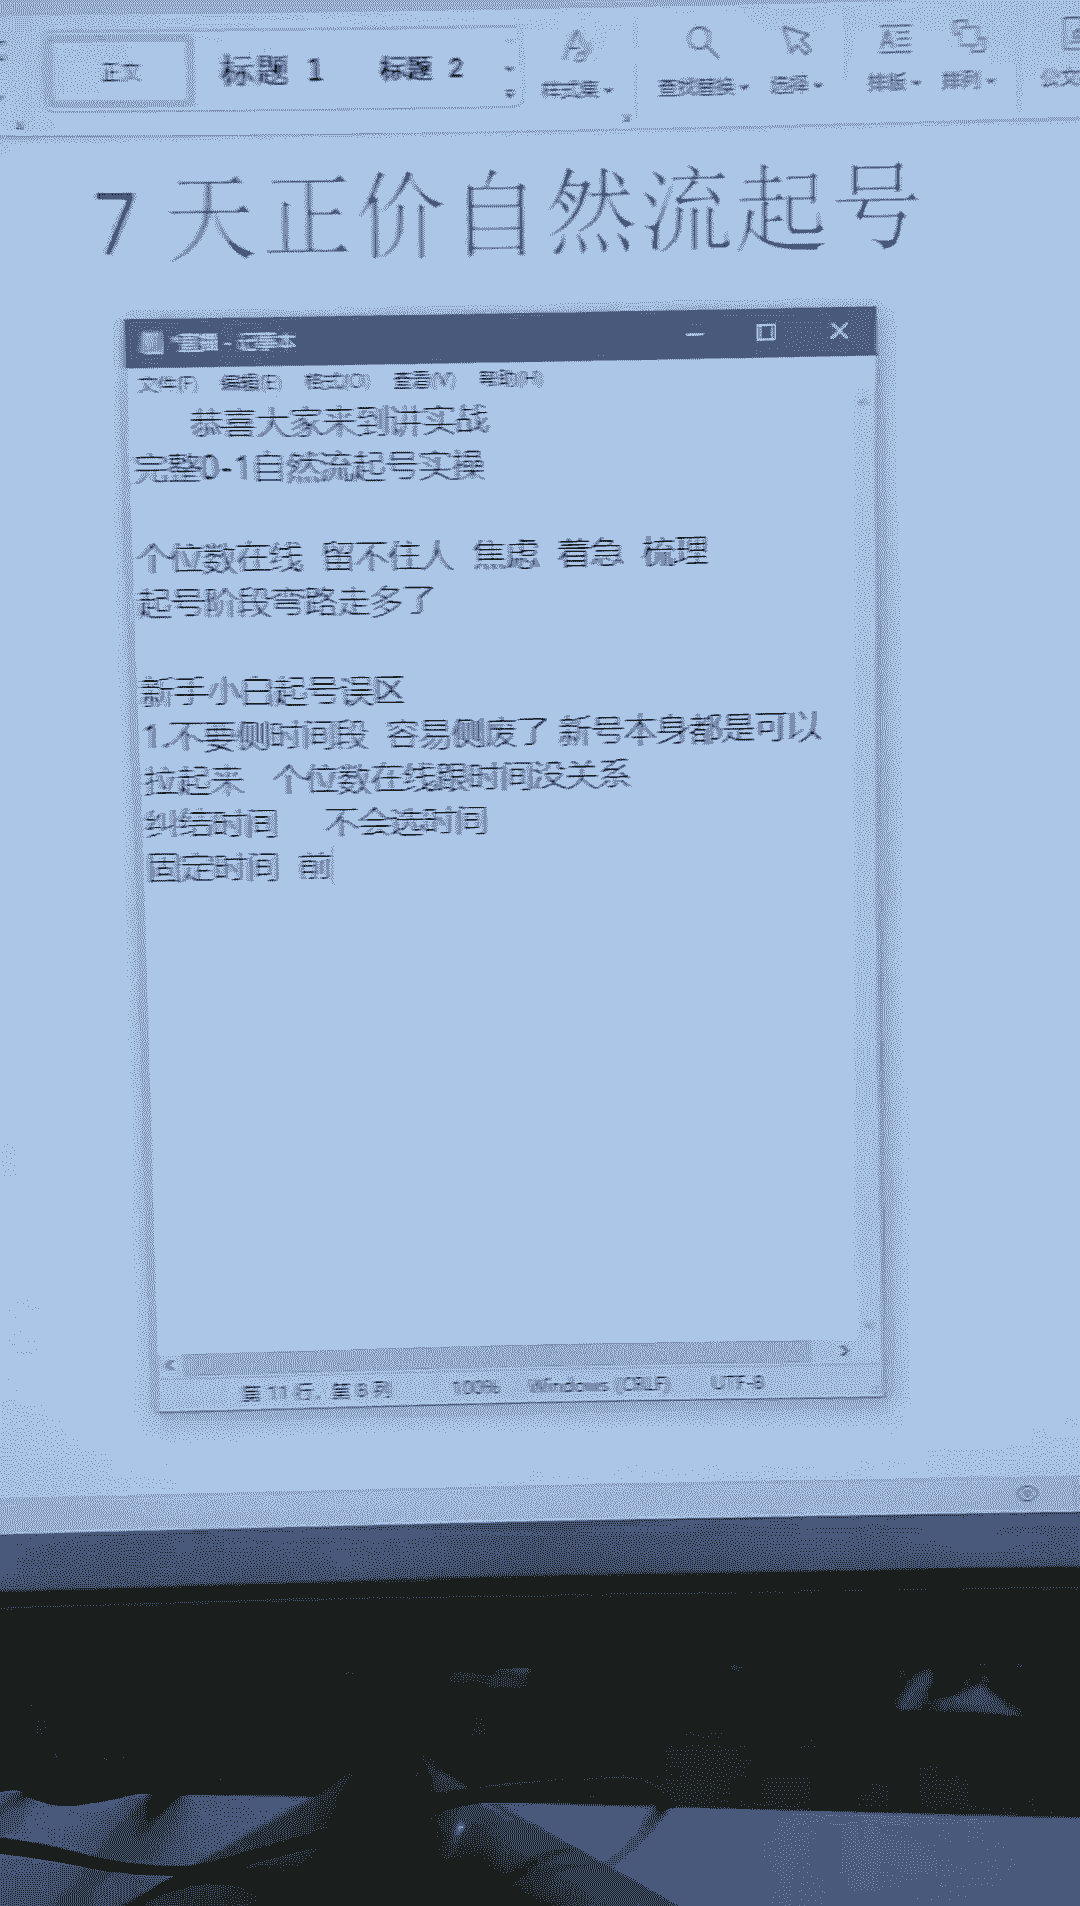 正文 标题 1 标题 2 样式集 查找替换 选择 排版 排列 公文
7天正价自然流起号
- 记事本
文件(F) 编辑(E) 格式(O) 查看(V) 帮助(H)
恭喜大家来到讲实战
完整0-1自然流起号实操
个位数在线 留不住人 焦虑 着急 梳理
起号阶段弯路走多了
新手小白起号误区
1.不要侧时间段 容易侧废了 新号本身都是可以
拉起来 个位数在线跟时间没关系
纠结时间 不会选时间
固定时间 前
第 11 行，第 8 列 100% Windows (CRLF) UTF-8